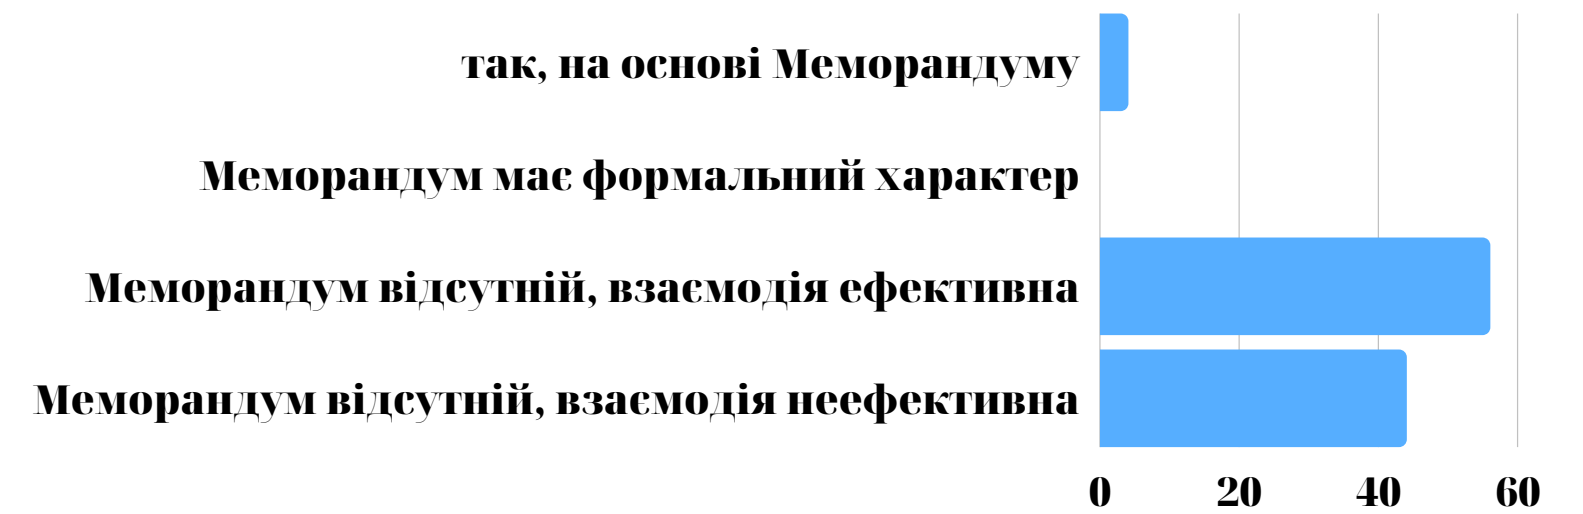 так, на основі Меморандуму
Меморандум має формальний характер
Меморандум відсутній, взаємодія ефективна
Меморандум відсутній, взаємодія неефективна
0 20 40 60